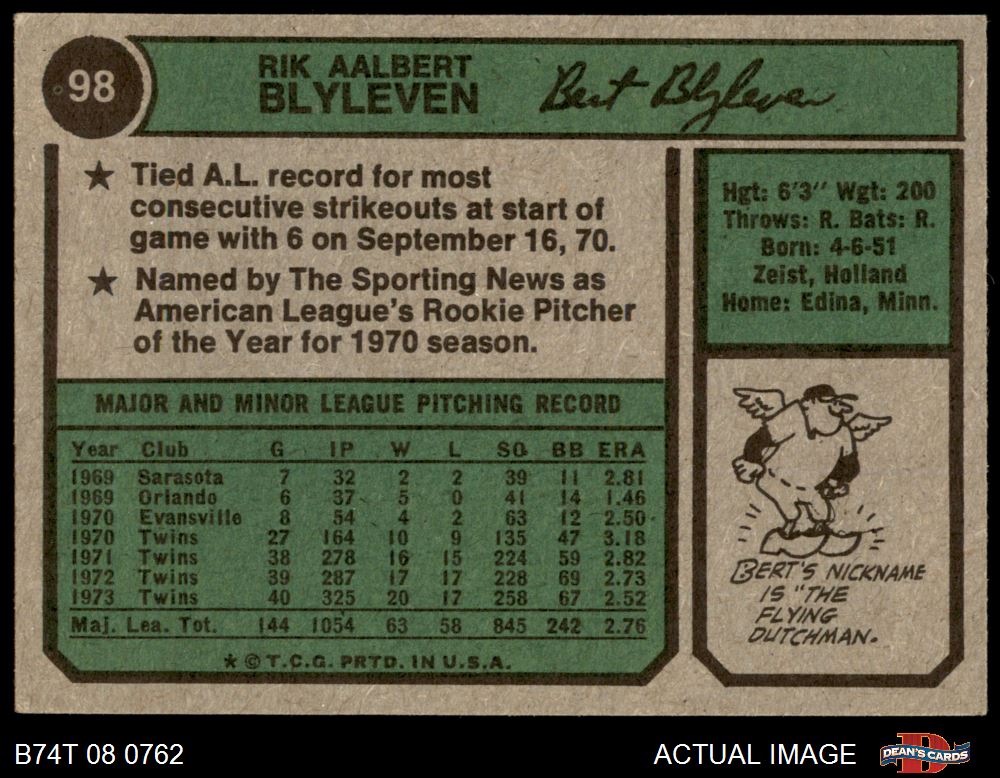 98
RIK AALBERT
BLYLEVEN
Bert Blyleven
★ Tied A.L. record for most
consecutive strikeouts at start of
game with 6 on September 16, 70.
★ Named by The Sporting News as
American League's Rookie Pitcher
of the Year for 1970 season.
Hgt: 6'3" Wgt: 200
Throws: R. Bats: R.
Born: 4-6-51
Zeist, Holland
Home: Edina, Minn.
MAJOR AND MINOR LEAGUE PITCHING RECORD
Year Club G IP W L SO BB ERA
1969 Sarasota 7 32 2 2 39 11 2.81
1969 Orlando 6 37 5 0 41 14 1.46
1970 Evansville 8 54 4 2 63 12 2.50
1970 Twins 27 164 10 9 135 47 3.18
1971 Twins 38 278 16 15 224 59 2.82
1972 Twins 39 287 17 17 228 69 2.73
1973 Twins 40 325 20 17 258 67 2.52
Maj. Lea. Tot. 144 1054 63 58 845 242 2.76
★ © T.C.G. PRTD. IN U.S.A.
BERT'S NICKNAME
IS "THE
FLYING
DUTCHMAN.
B74T 08 0762
ACTUAL IMAGE
D
DEAN'S CARDS